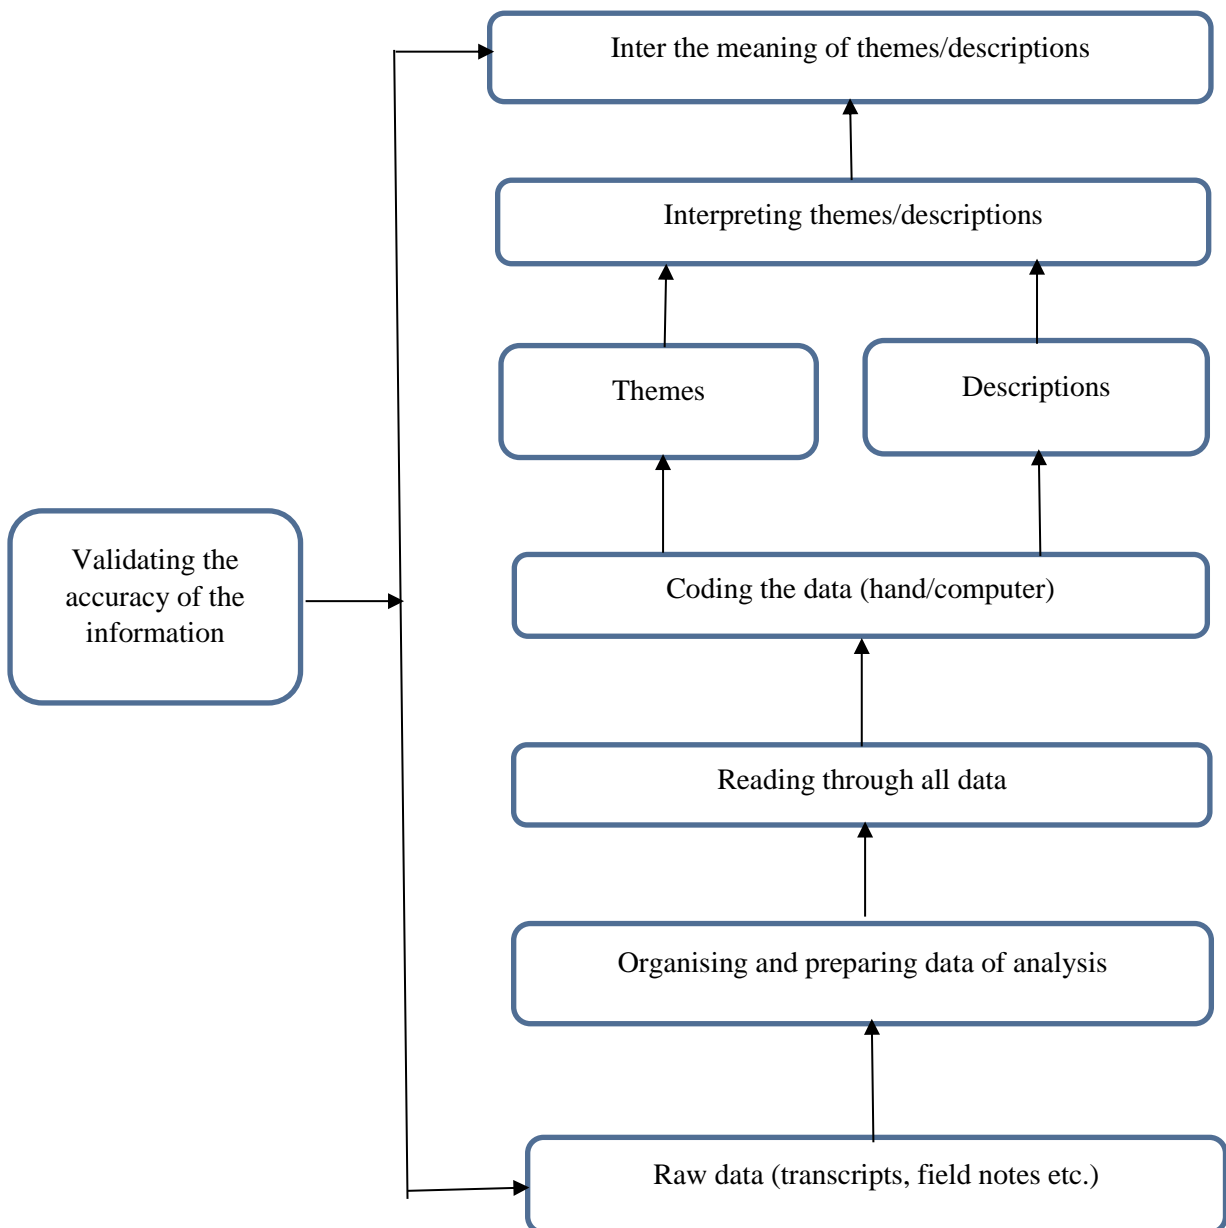 Inter the meaning of themes/descriptions
Interpreting themes/descriptions
Themes
Descriptions
Validating the
accuracy of the
information
Coding the data (hand/computer)
Reading through all data
Organising and preparing data of analysis
Raw data (transcripts, field notes etc.)